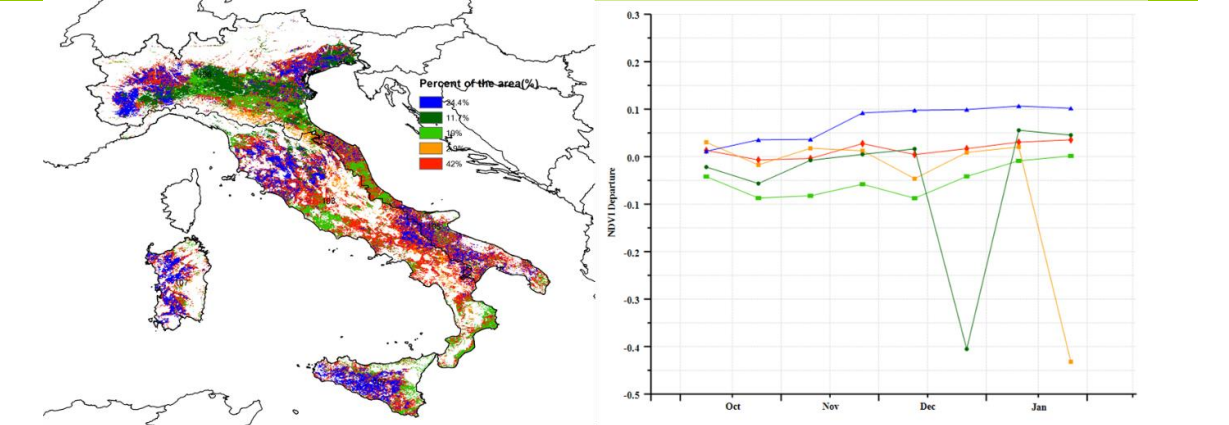 Percent of the area(%)
24.4%
11.7%
19%
42%
0.3
0.2
0.1
0.0
-0.1
-0.2
-0.3
-0.4
-0.5
NDVI Departure
Oct
Nov
Dec
Jan